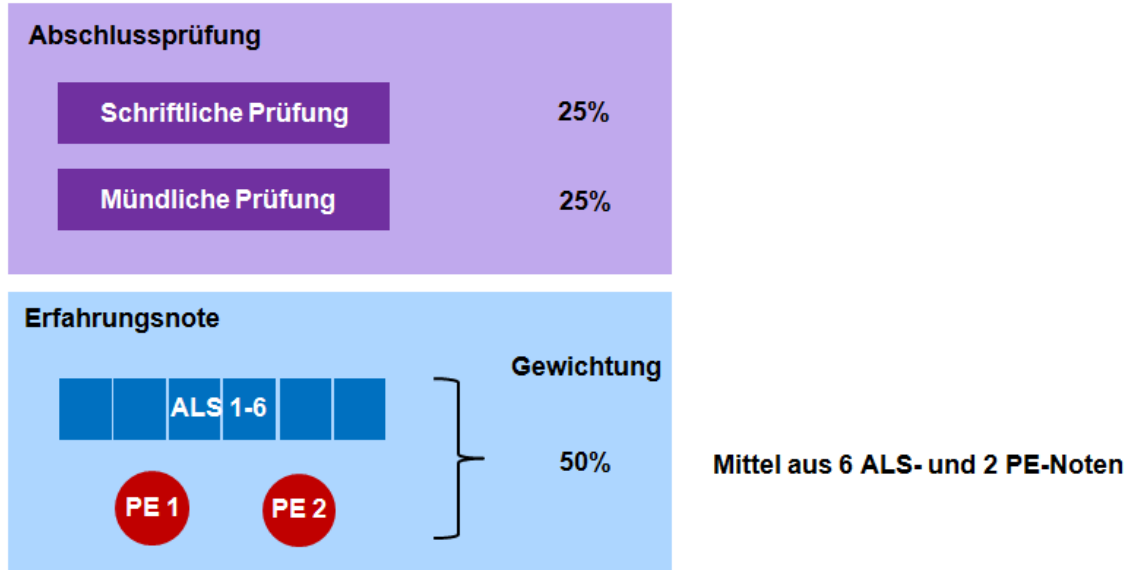 Abschlussprüfung
Schriftliche Prüfung 25%
Mündliche Prüfung 25%
Erfahrungsnote
Gewichtung
ALS 1-6
50% Mittel aus 6 ALS- und 2 PE-Noten
PE 1 PE 2